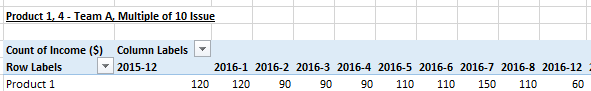 Product 1, 4 - Team A, Multiple of 10 Issue
Count of Income ($) Column Labels
Row Labels 2015-12 2016-1 2016-2 2016-3 2016-4 2016-5 2016-6 2016-7 2016-8 2016-12
Product 1 120 120 90 90 90 110 110 150 110 60